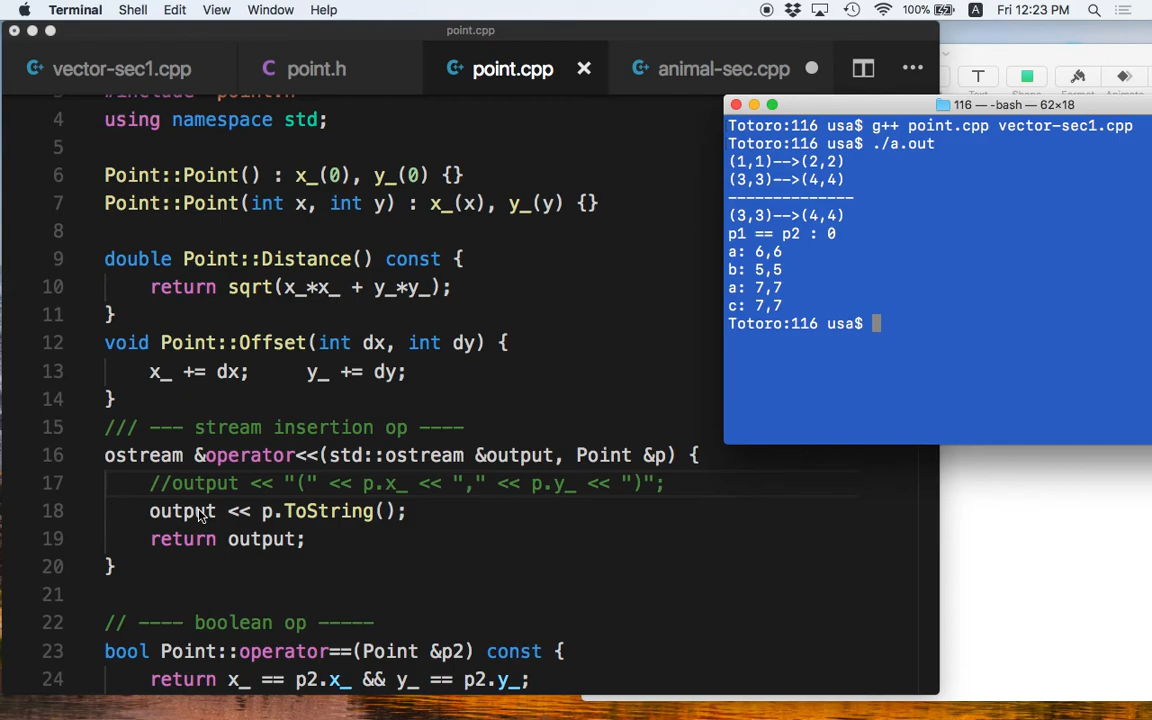 Terminal Shell Edit View Window Help 100% A Fri 12:23 PM
point.cpp
vector-sec1.cpp C point.h point.cpp × animal-sec.cpp
T
116 — -bash — 62×18
Totoro:116 usa$ g++ point.cpp vector-sec1.cpp
Totoro:116 usa$ ./a.out
(1,1)-->(2,2)
(3,3)-->(4,4)
--------------
(3,3)-->(4,4)
p1 == p2 : 0
a: 6,6
b: 5,5
a: 7,7
c: 7,7
Totoro:116 usa$
4 using namespace std;
5
6 Point::Point() : x_(0), y_(0) {}
7 Point::Point(int x, int y) : x_(x), y_(y) {}
8
9 double Point::Distance() const {
10 return sqrt(x_*x_ + y_*y_);
11 }
12 void Point::Offset(int dx, int dy) {
13 x_ += dx; y_ += dy;
14 }
15 /// --- stream insertion op ----
16 ostream &operator<<(std::ostream &output, Point &p) {
17 //output << "(" << p.x_ << "," << p.y_ << ")";
18 output << p.ToString();
19 return output;
20 }
21
22 // ---- boolean op -----
23 bool Point::operator==(Point &p2) const {
24 return x_ == p2.x_ && y_ == p2.y_;